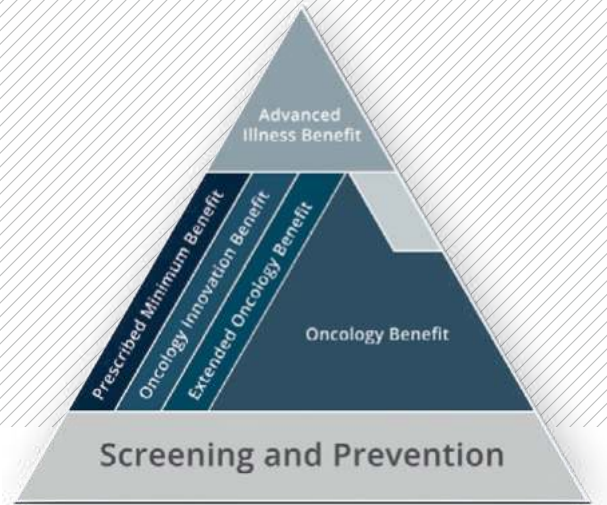 Advanced
Illness Benefit
Prescribed Minimum Benefit
Oncology Innovation Benefit
Extended Oncology Benefit
Oncology Benefit
Screening and Prevention